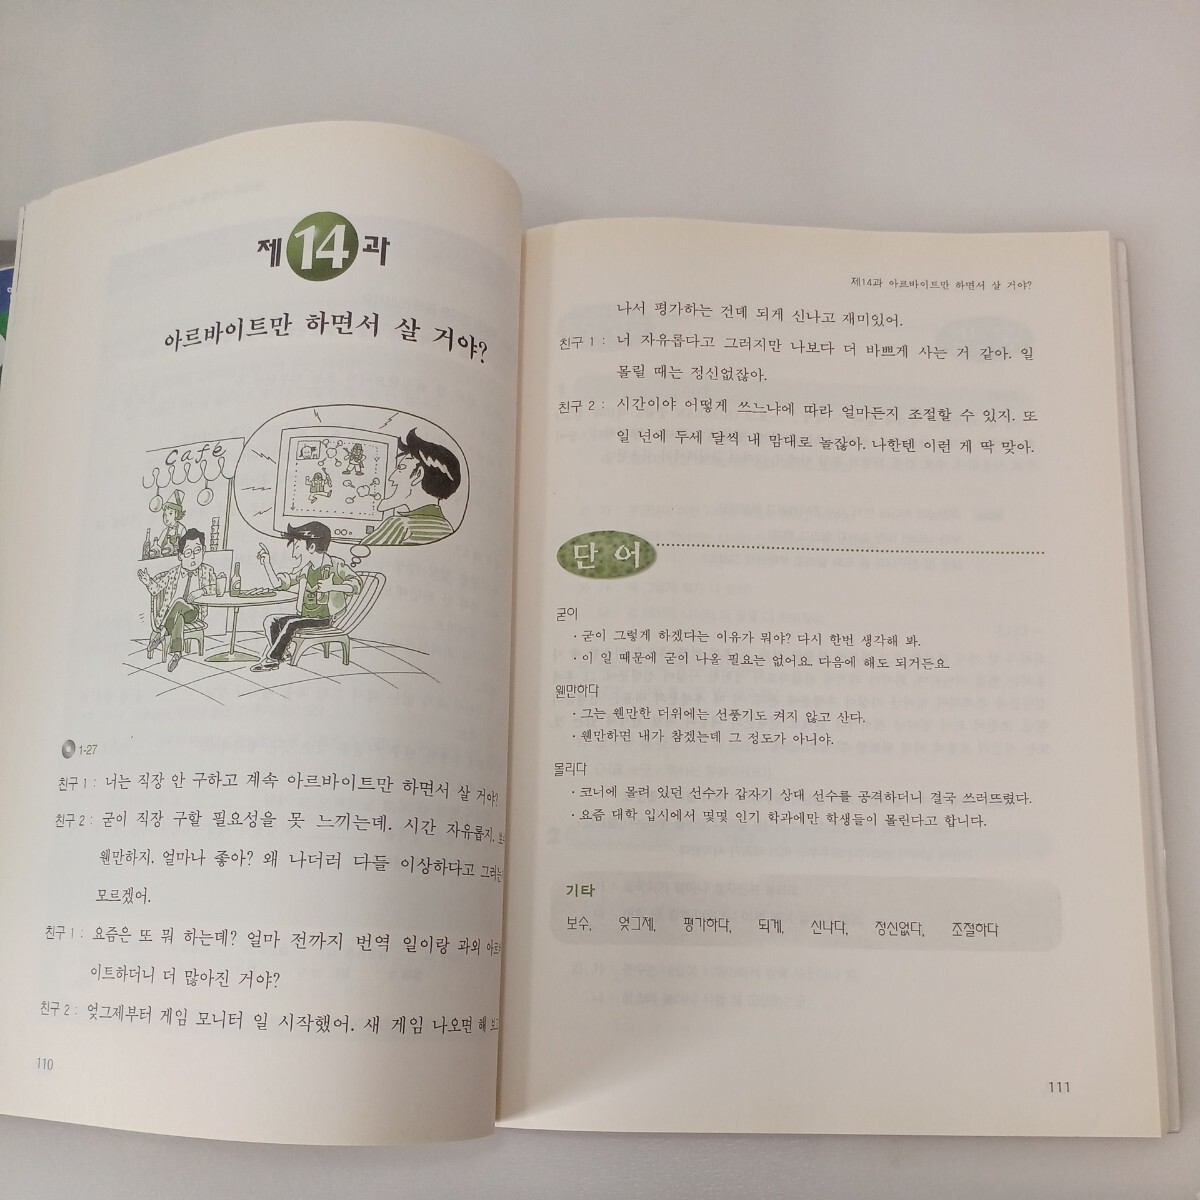 제14과
아르바이트만 하면서 살 거야?
cafe
1-27
친구 1 : 너는 직장 안 구하고 계속 아르바이트만 하면서 살 거야?
친구 2 : 굳이 직장 구할 필요성을 못 느끼는데. 시간 자유롭지,
웬만하지, 얼마나 좋아? 왜 나더러 다들 이상하다고 그러는
모르겠어.
친구 1 : 요즘은 또 뭐 하는데? 얼마 전까지 번역 일이랑 과외 아르
이트하더니 더 많아진 거야?
친구 2 : 엊그제부터 게임 모니터 일 시작했어. 새 게임 나오면 해
110
제14과 아르바이트만 하면서 살 거야?
나서 평가하는 건데 되게 신나고 재미있어.
친구 1 : 너 자유롭다고 그러지만 나보다 더 바쁘게 사는 거 같아. 일
몰릴 때는 정신없잖아.
친구 2 : 시간이야 어떻게 쓰느냐에 따라 얼마든지 조절할 수 있지. 또
일 년에 두세 달씩 내 맘대로 놀잖아. 나한텐 이런 게 딱 맞아.
단어
굳이
· 굳이 그렇게 하겠다는 이유가 뭐야? 다시 한번 생각해 봐.
· 이 일 때문에 굳이 나올 필요는 없어요. 다음에 해도 되거든요.
웬만하다
· 그는 웬만한 더위에는 선풍기도 켜지 않고 산다.
· 웬만하면 내가 참겠는데 그 정도가 아니야.
몰리다
· 코너에 몰려 있던 선수가 갑자기 상대 선수를 공격하더니 결국 쓰러뜨렸다.
· 요즘 대학 입시에서 몇몇 인기 학과에만 학생들이 몰린다고 합니다.
기타
보수, 엊그제, 평가하다, 되게, 신나다, 정신없다, 조절하다
111